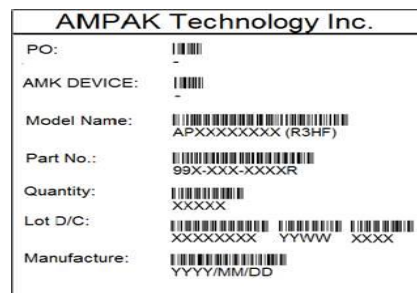 AMPAK Technology Inc.
PO:
-
AMK DEVICE:
-
Model Name:
APXXXXXXXX (R3HF)
Part No.:
99X-XXX-XXXXR
Quantity:
XXXXX
Lot D/C:
XXXXXXXX YYWW XXXX
Manufacture:
YYYY/MM/DD